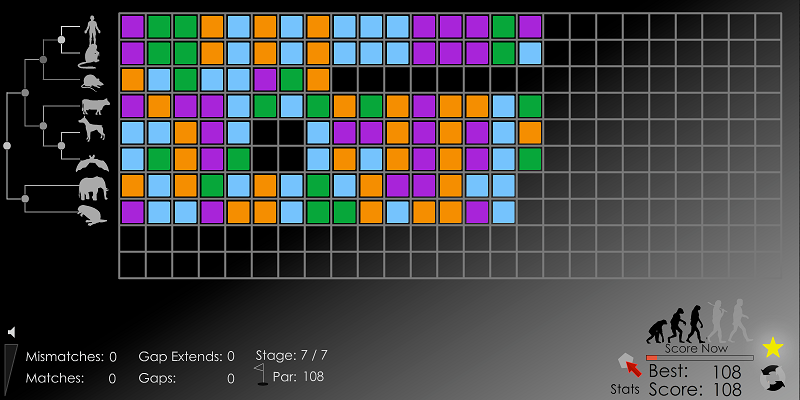 Mismatches: 0 Gap Extends: 0 Stage: 7 / 7
Matches: 0 Gaps: 0 Par: 108
Score Now
Best: 108
Stats Score: 108